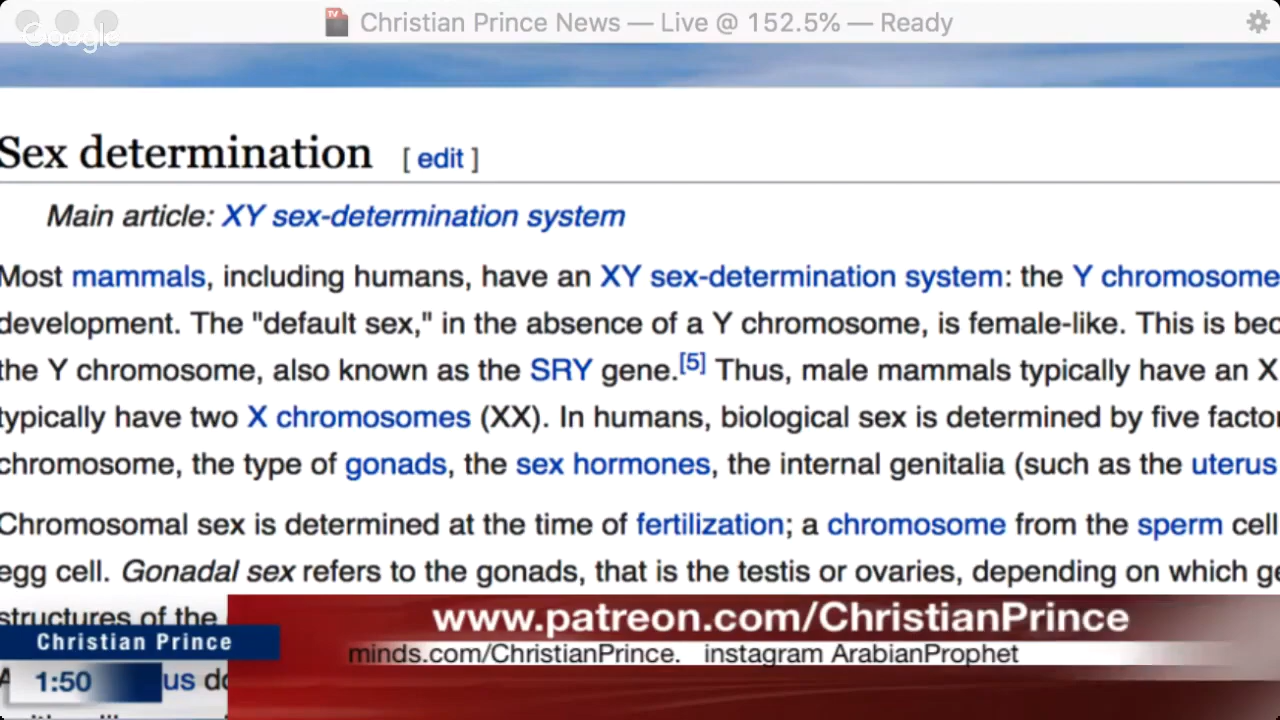 Christian Prince News — Live @ 152.5% — Ready
Google
Sex determination [ edit ]
Main article: XY sex-determination system
Most mammals, including humans, have an XY sex-determination system: the Y chromosome
development. The "default sex," in the absence of a Y chromosome, is female-like. This is
the Y chromosome, also known as the SRY gene.[5] Thus, male mammals typically have an X
typically have two X chromosomes (XX). In humans, biological sex is determined by five
chromosome, the type of gonads, the sex hormones, the internal genitalia (such as the uterus
Chromosomal sex is determined at the time of fertilization; a chromosome from the sperm cell
egg cell. Gonadal sex refers to the gonads, that is the testis or ovaries, depending on which
structures of the
www.patreon.com/ChristianPrince
Christian Prince
minds.com/ChristianPrince. instagram ArabianProphet
1:50